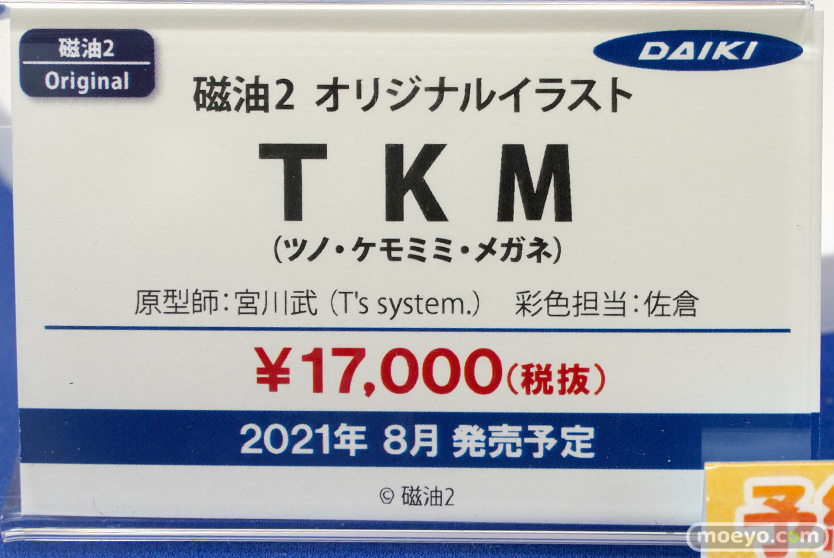 磁油2
Original
DAIKI
磁油2 オリジナルイラスト
TKM
(ツノ・ケモミミ・メガネ)
原型師:宮川武(T's system.) 彩色担当:佐倉
¥17,000(税抜)
2021年 8月 発売予定
© 磁油2
moeyo.com